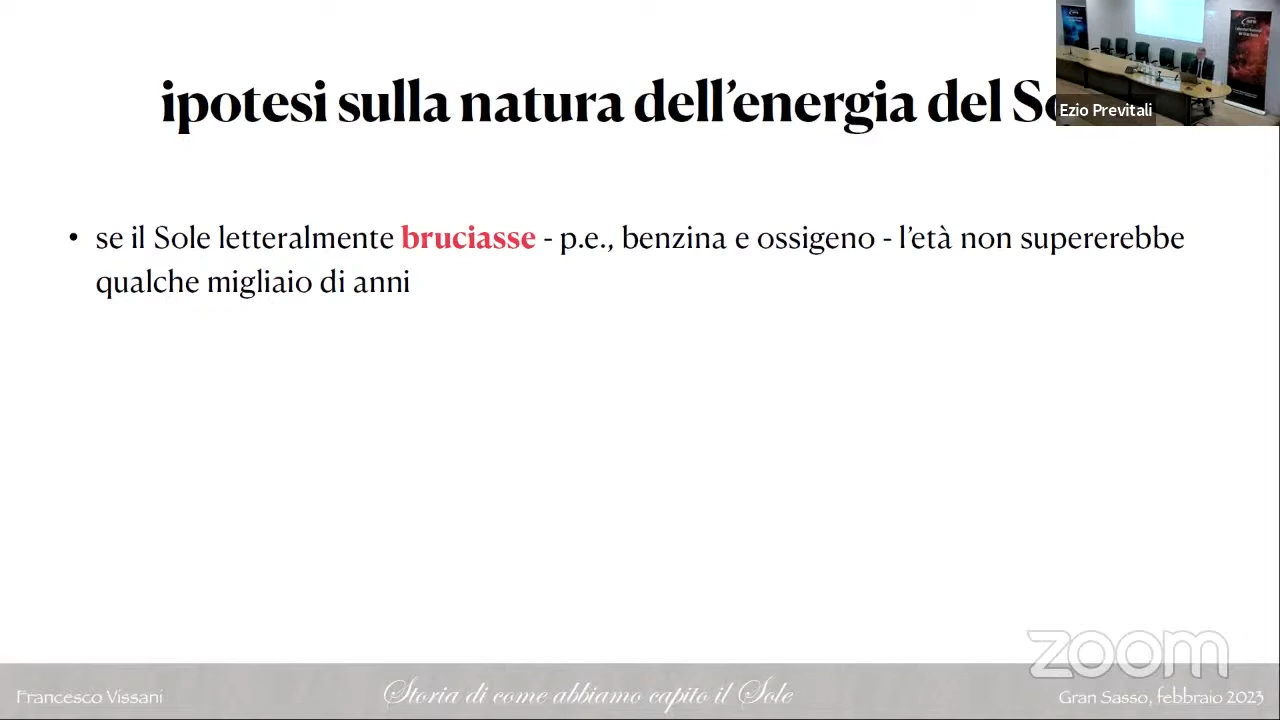 ipotesi sulla natura dell'energia del
Ezio Previtali
• se il Sole letteralmente bruciasse - p.e., benzina e ossigeno - l'età non supererebbe
qualche migliaio di anni
zoom
Francesco Vissani
Storia di come abbiamo capito il Sole
Gran Sasso, febbraio 2023